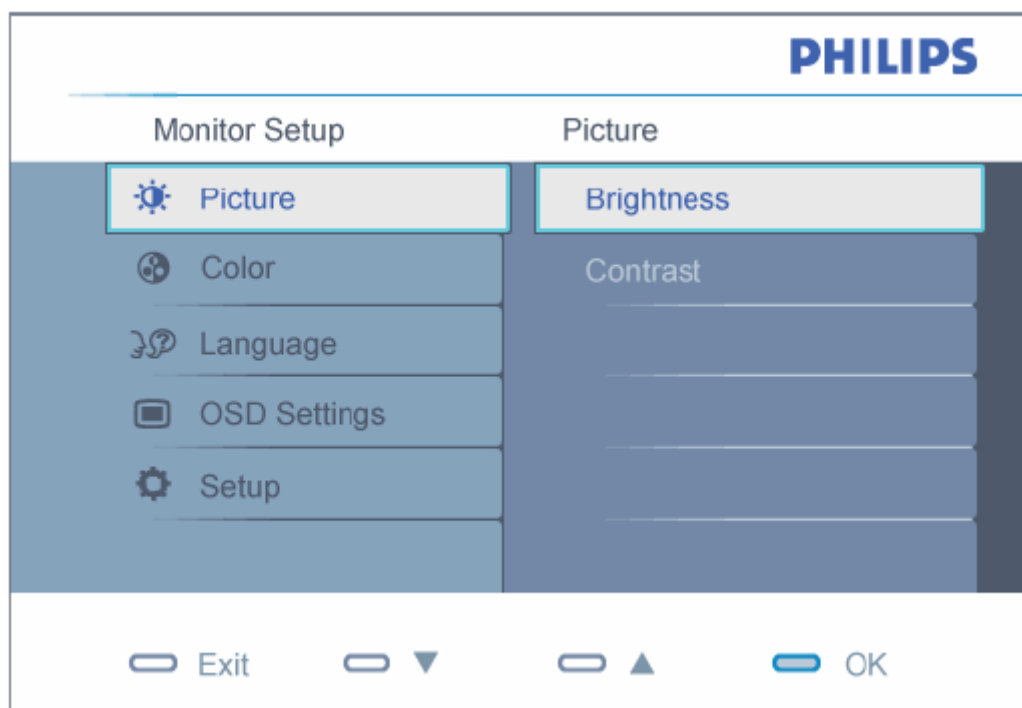 PHILIPS
Monitor Setup
Picture
Picture
Brightness
Color
Contrast
Language
OSD Settings
Setup
Exit ▼ ▲ OK